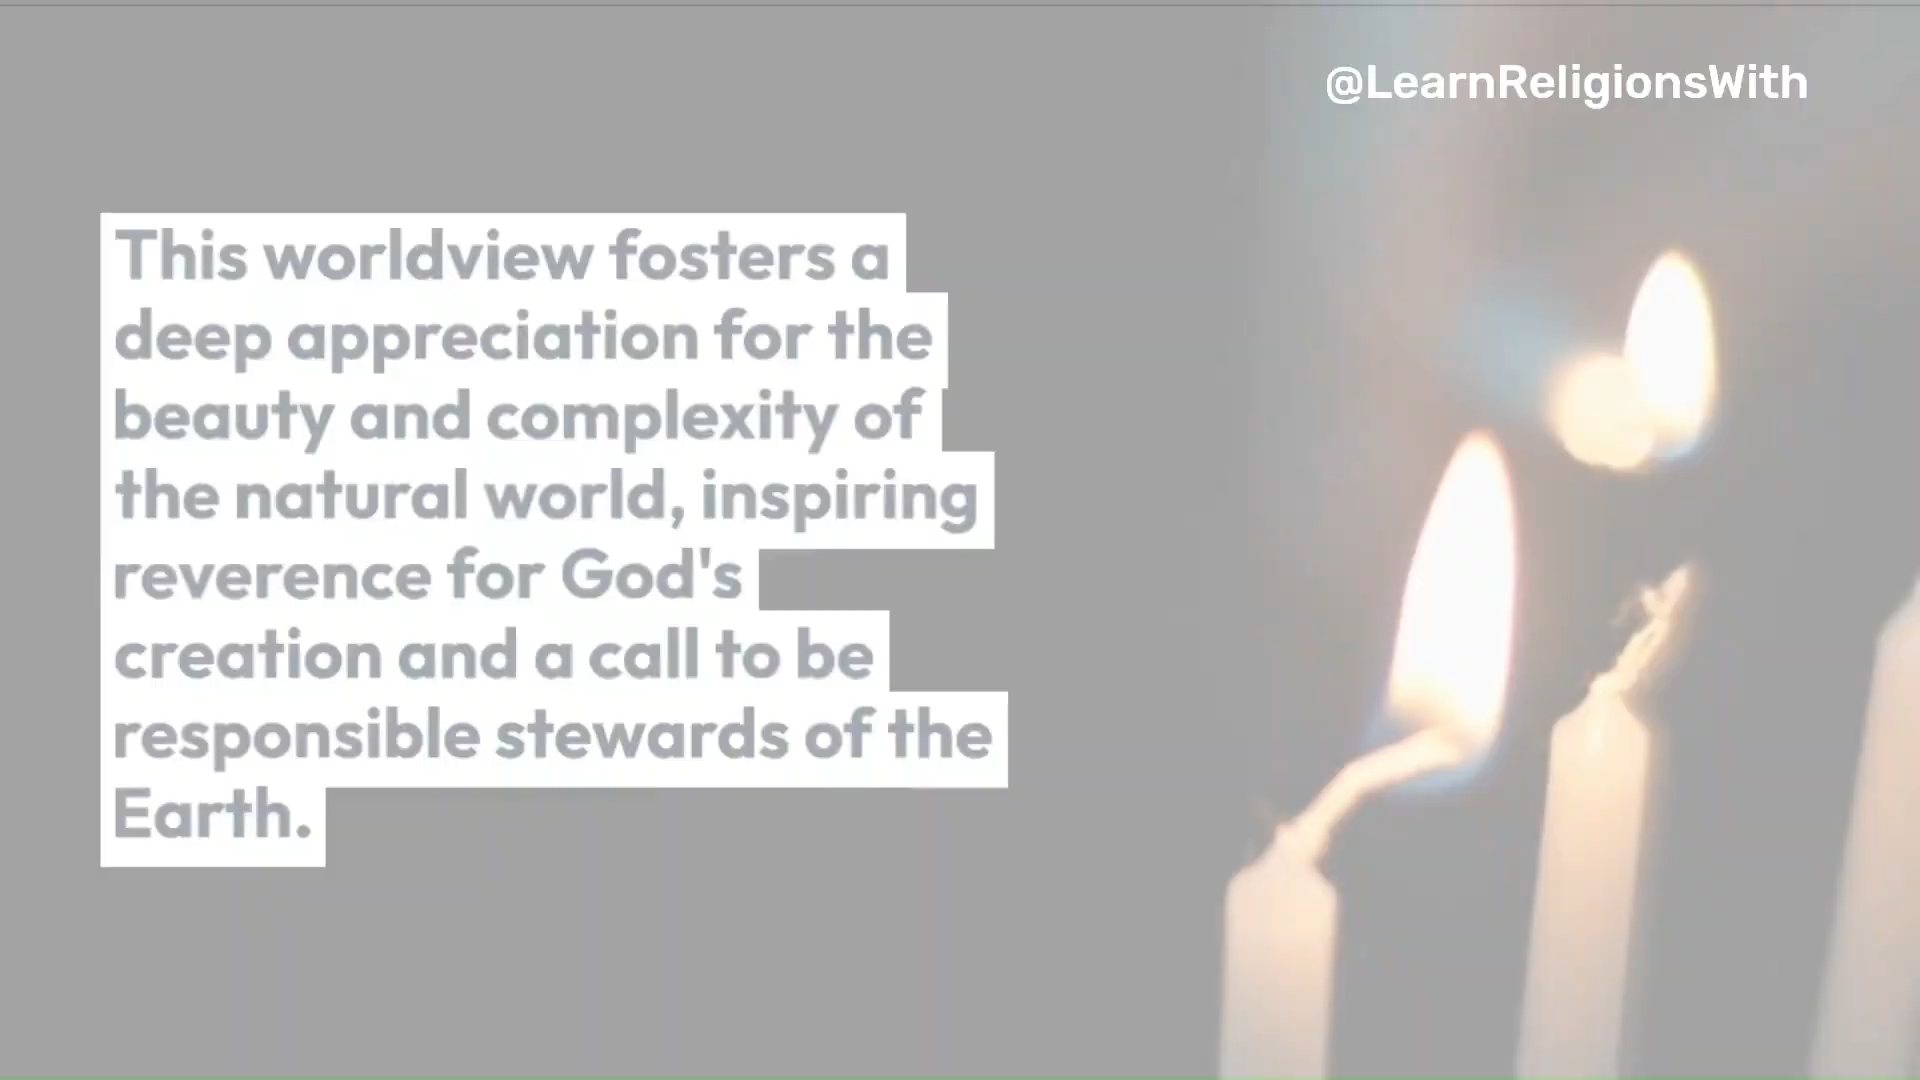 @LearnReligionsWith
This worldview fosters a
deep appreciation for the
beauty and complexity of
the natural world, inspiring
reverence for God's
creation and a call to be
responsible stewards of the
Earth.